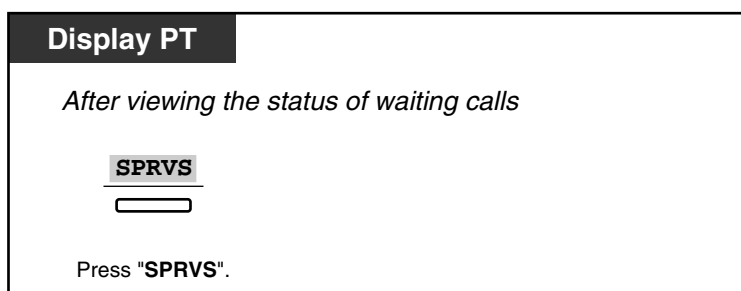 Display PT
After viewing the status of waiting calls
SPRVS
Press "SPRVS".